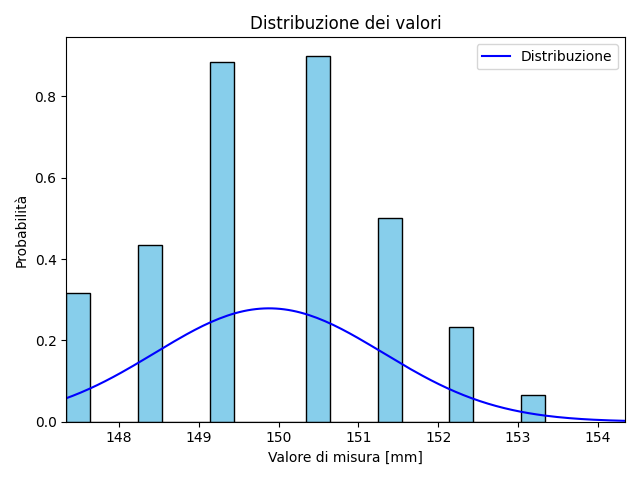 Distribuzione dei valori
Distribuzione
Probabilità
0.8
0.6
0.4
0.2
0.0
148 149 150 151 152 153 154
Valore di misura [mm]